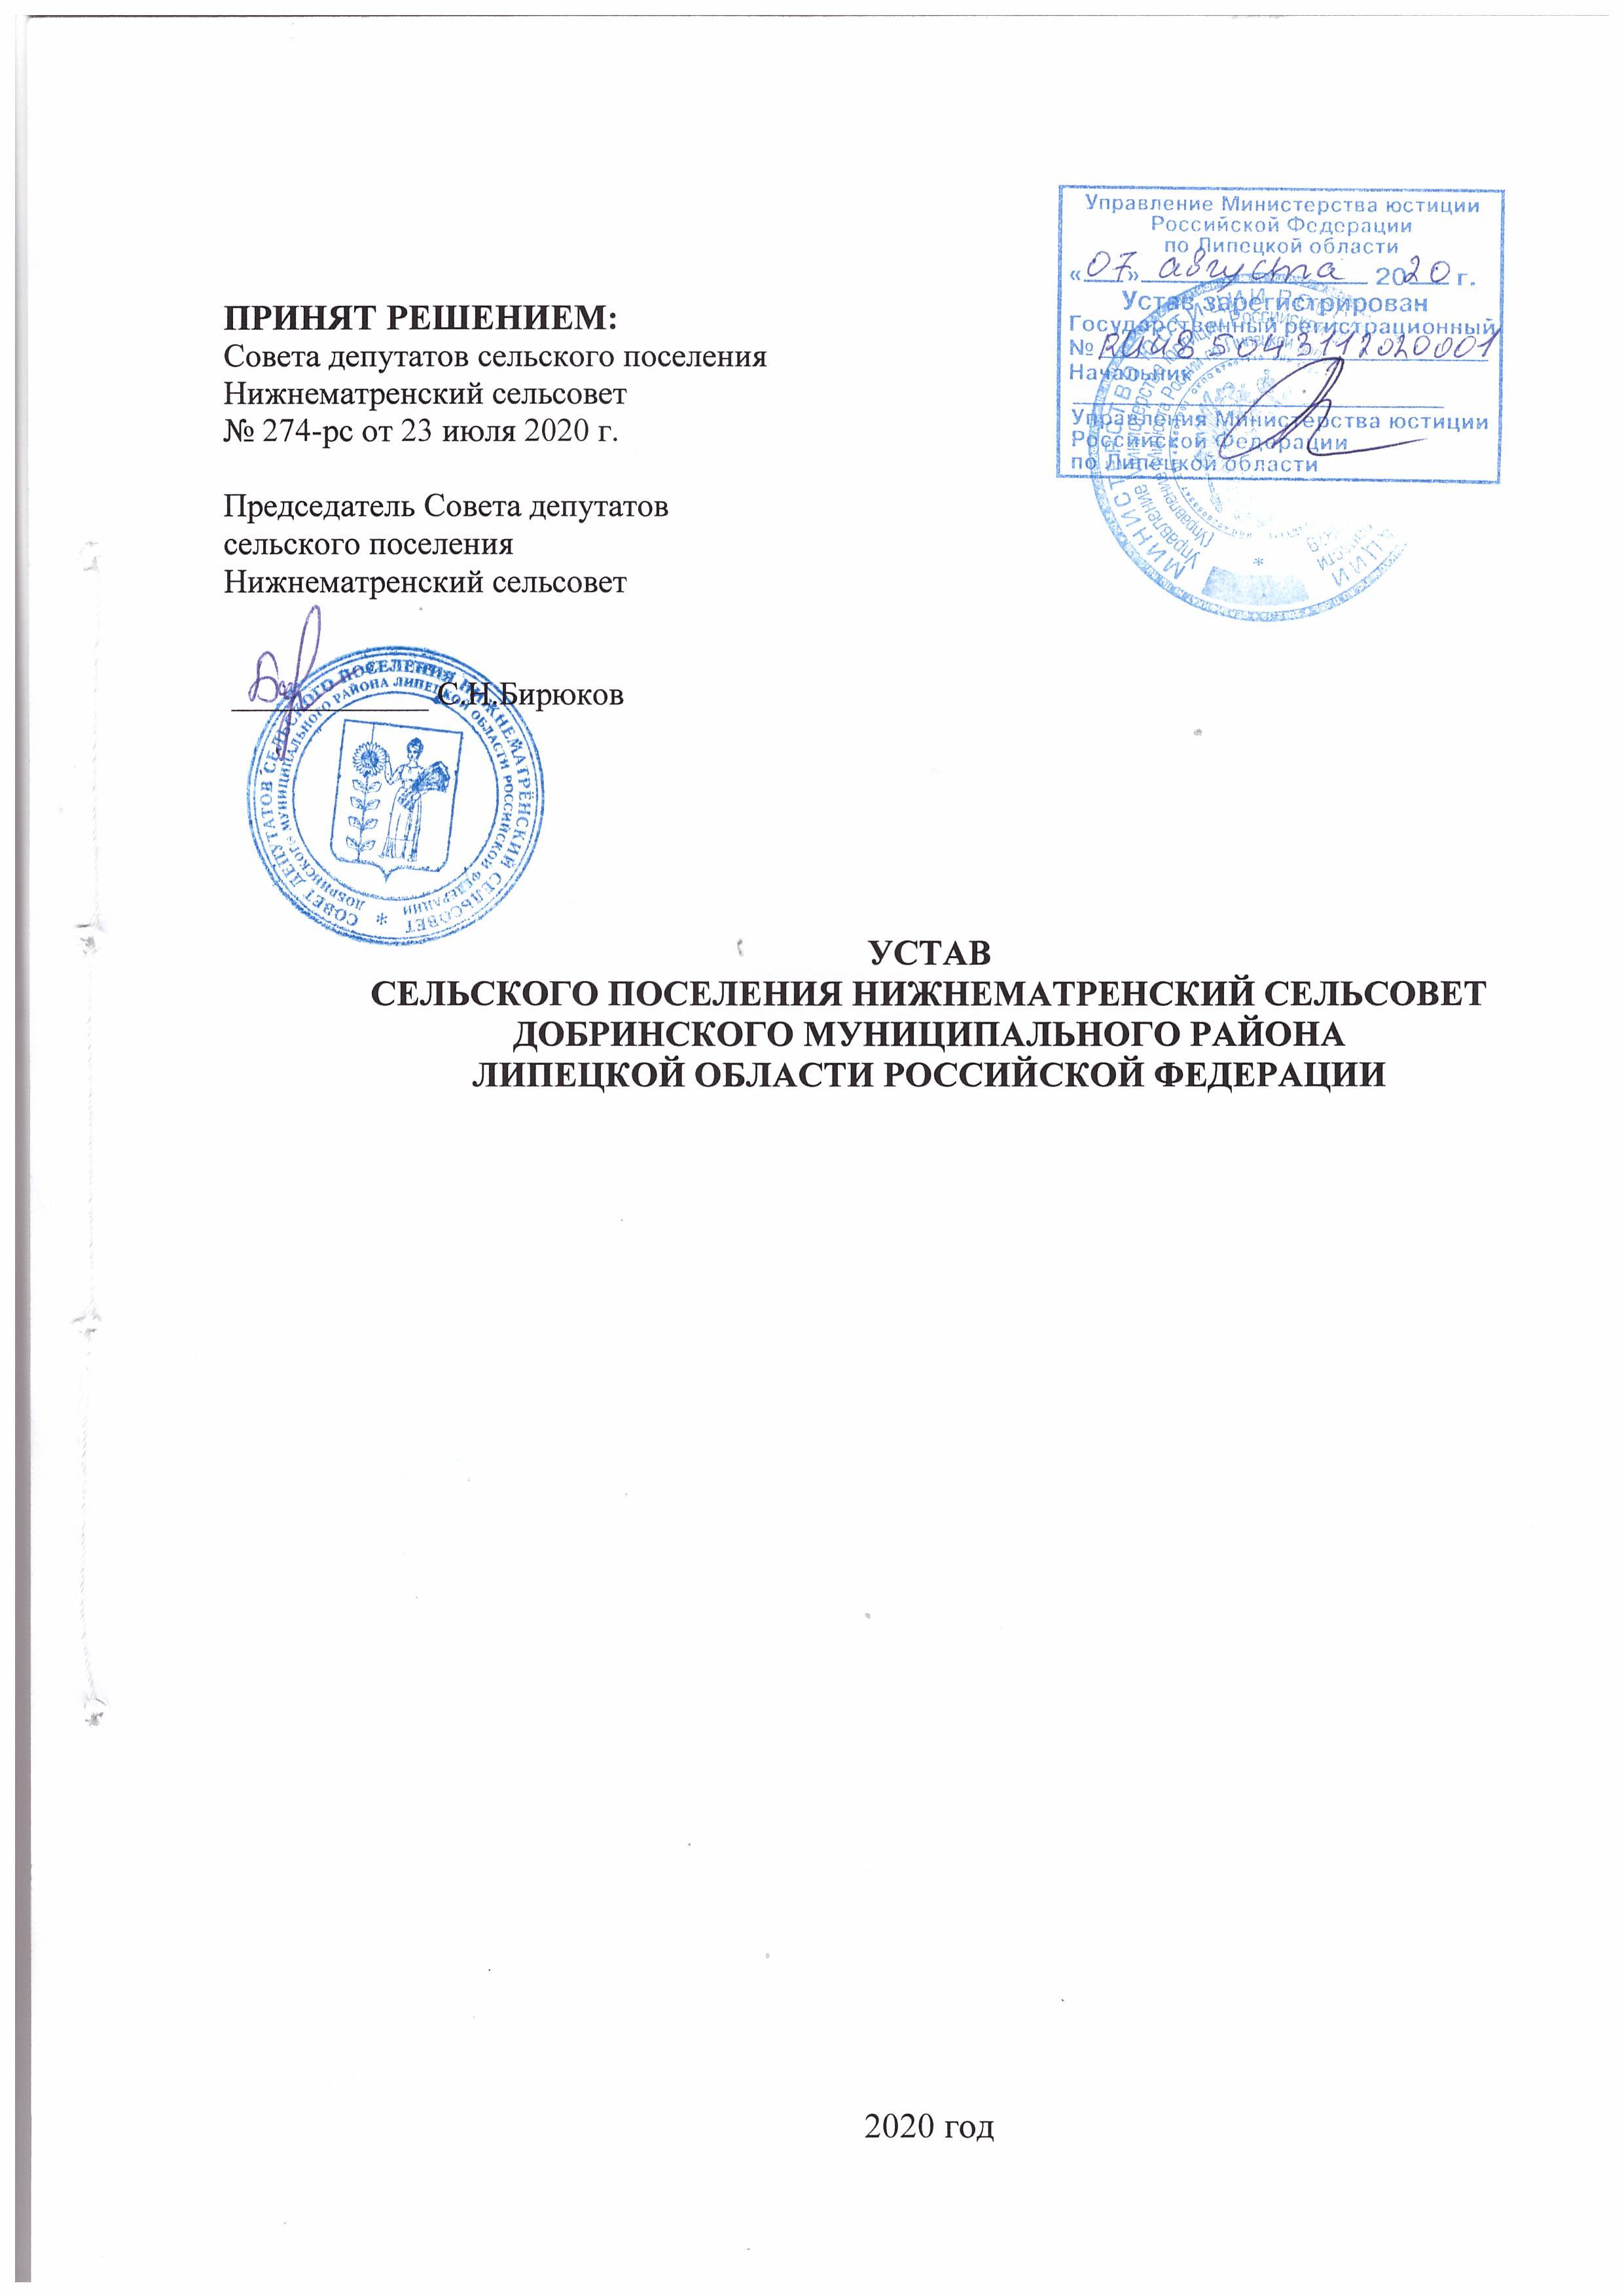 ПРИНЯТ РЕШЕНИЕМ:
Совета депутатов сельского поселения
Нижнематренский сельсовет
№ 274-рс от 23 июля 2020 г.
Председатель Совета депутатов
сельского поселения
Нижнематренский сельсовет
С.Н.Бирюков
СОВЕТ ДЕПУТАТОВ СЕЛЬСКОГО ПОСЕЛЕНИЯ НИЖНЕМАТРЁНСКИЙ СЕЛЬСОВЕТ
ДОБРИНСКОГО МУНИЦИПАЛЬНОГО РАЙОНА ЛИПЕЦКОЙ ОБЛАСТИ РОССИЙСКОЙ ФЕДЕРАЦИИ
Управление Министерства юстиции
Российской Федерации
по Липецкой области
«07» августа 2020 г.
Устав зарегистрирован
Государственный регистрационный
№ RU485043112020001
Начальник
Управления Министерства юстиции
Российской Федерации
по Липецкой области
УСТАВ
СЕЛЬСКОГО ПОСЕЛЕНИЯ НИЖНЕМАТРЕНСКИЙ СЕЛЬСОВЕТ
ДОБРИНСКОГО МУНИЦИПАЛЬНОГО РАЙОНА
ЛИПЕЦКОЙ ОБЛАСТИ РОССИЙСКОЙ ФЕДЕРАЦИИ
2020 год